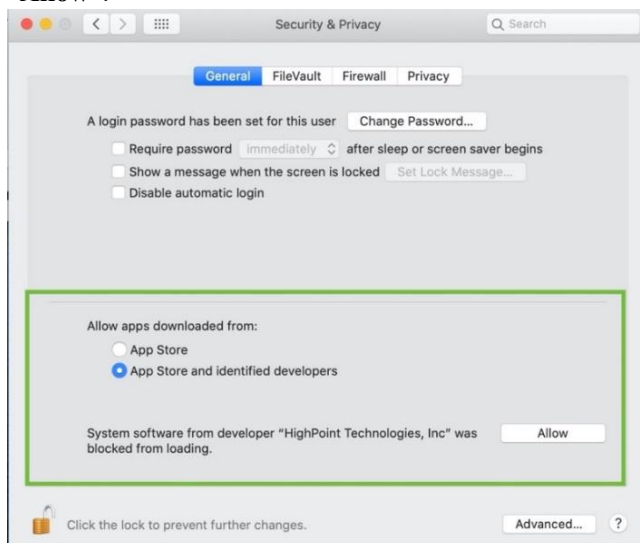 Security & Privacy
Search
General FileVault Firewall Privacy
A login password has been set for this user Change Password...
Require password immediately after sleep or screen saver begins
Show a message when the screen is locked Set Lock Message...
Disable automatic login
Allow apps downloaded from:
App Store
App Store and identified developers
System software from developer “HighPoint Technologies, Inc” was Allow
blocked from loading.
Click the lock to prevent further changes. Advanced... ?